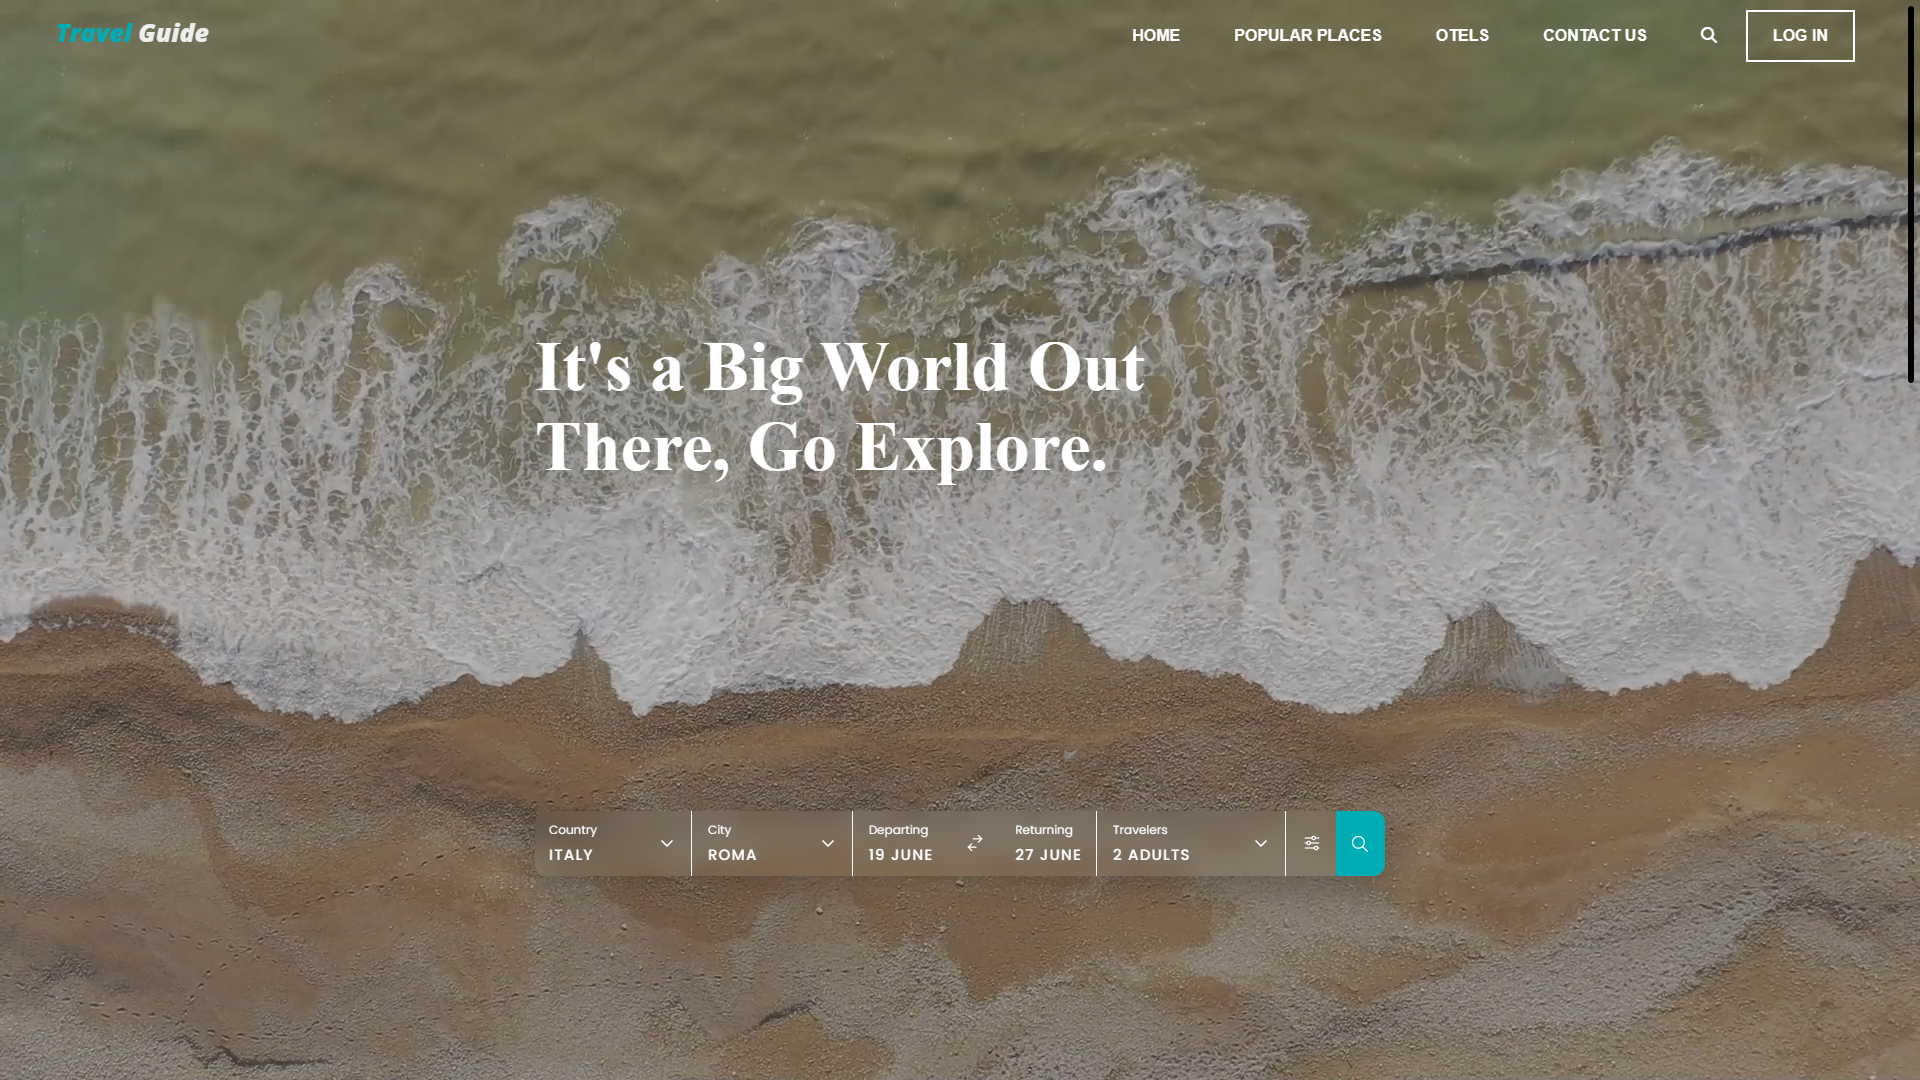 Travel Guide
HOME
POPULAR PLACES
OTELS
CONTACT US
LOG IN
It's a Big World Out
There, Go Explore.
Country
ITALY
City
ROMA
Departing
19 JUNE
Returning
27 JUNE
Travelers
2 ADULTS